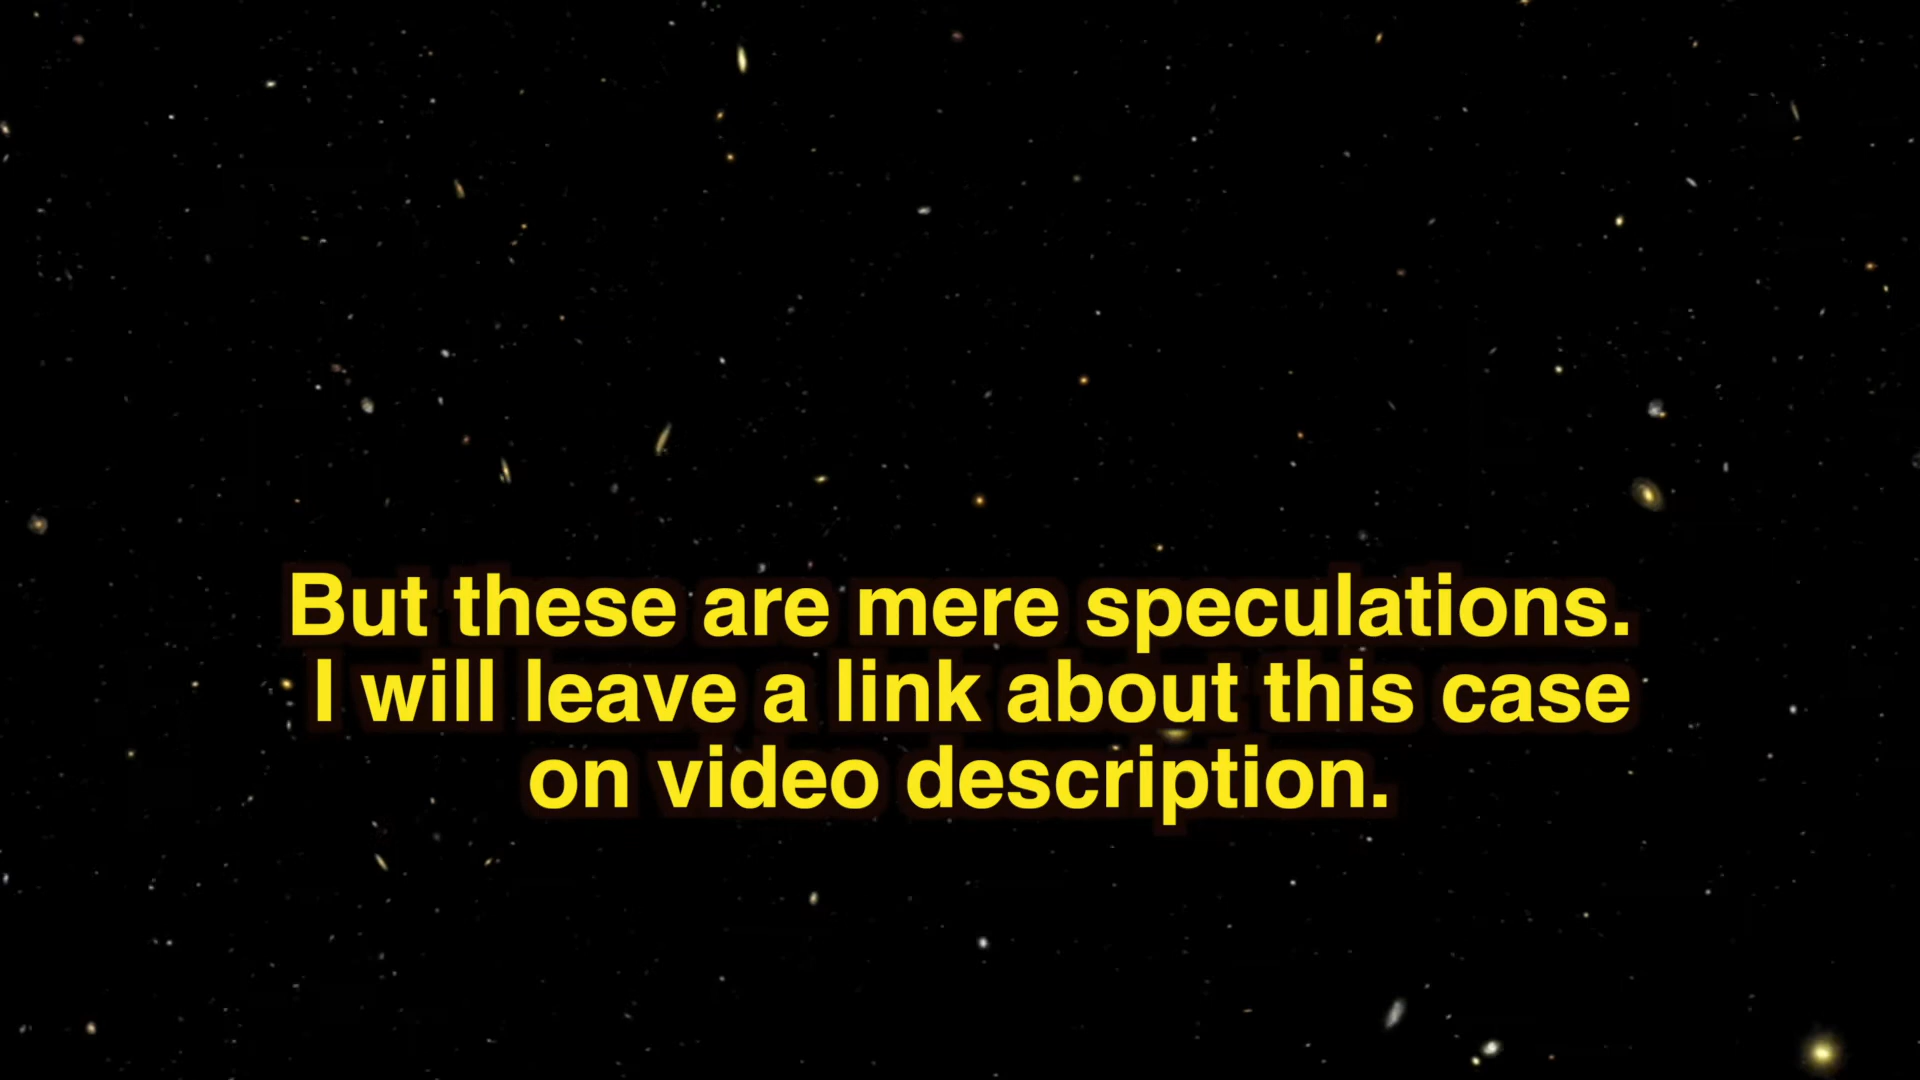 But these are mere speculations.
I will leave a link about this case
on video description.